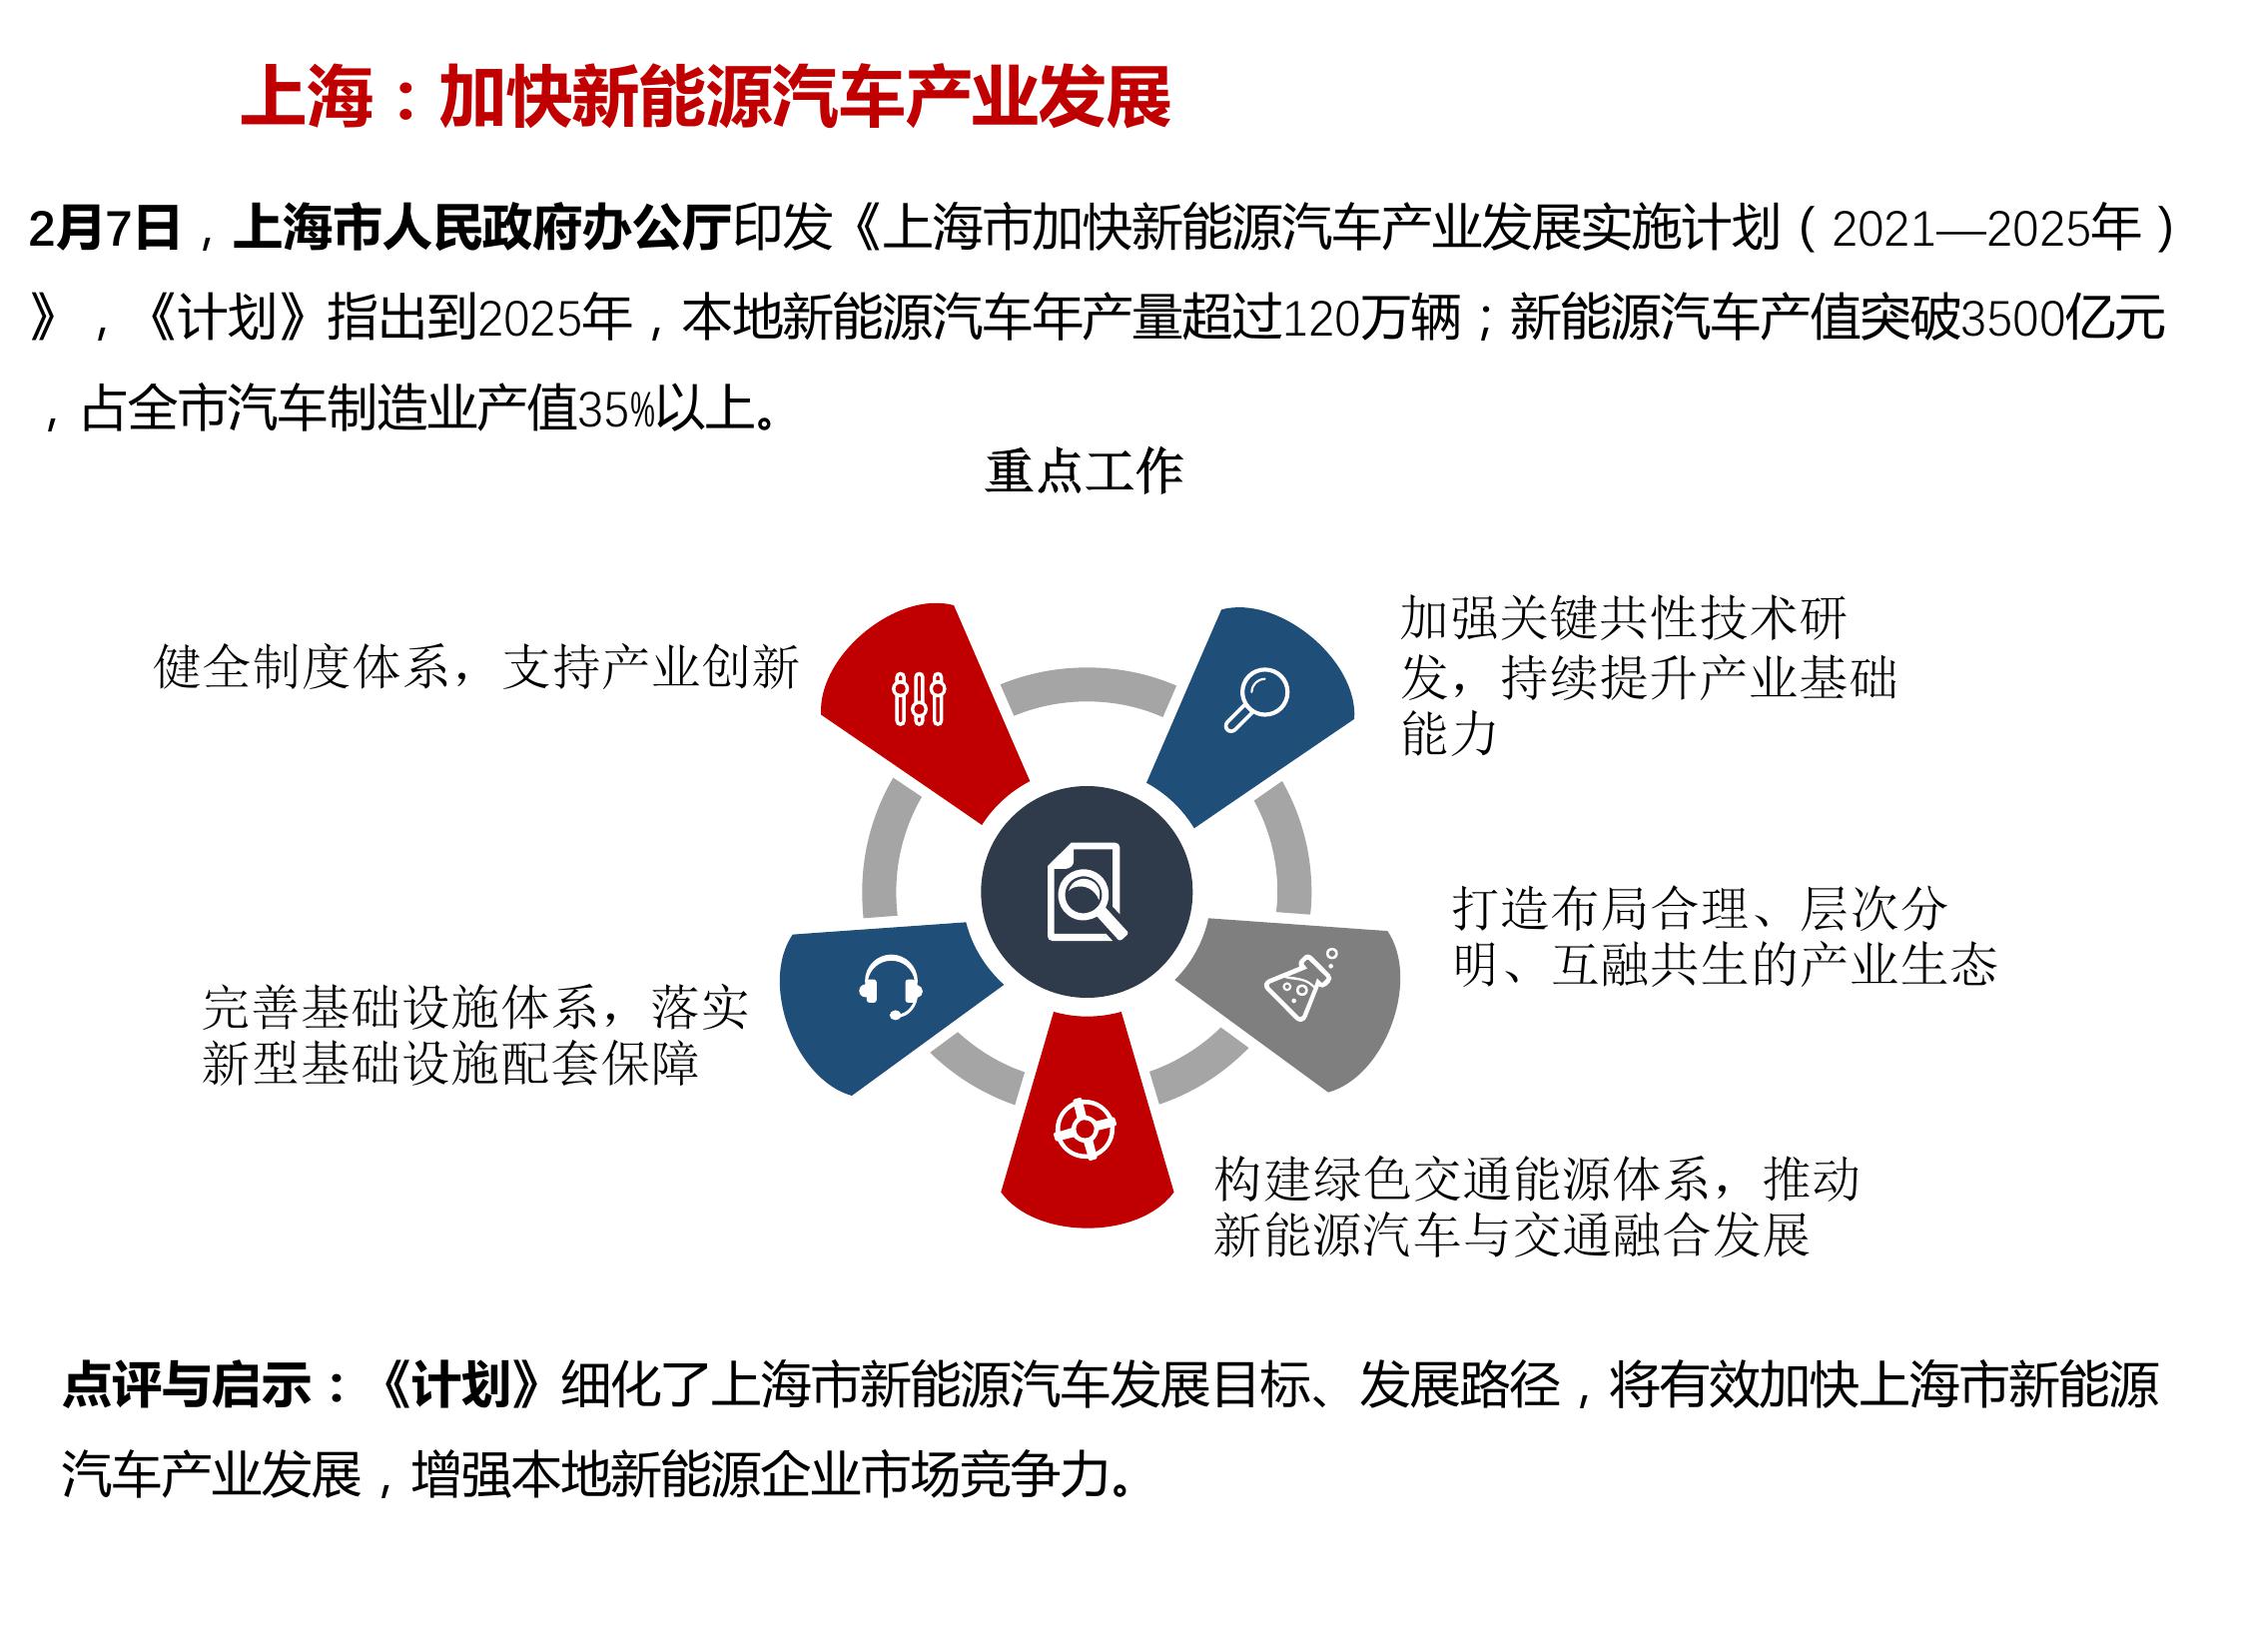 上海：加快新能源汽车产业发展
2月7日，上海市人民政府办公厅印发《上海市加快新能源汽车产业发展实施计划（2021—2025年）
》，《计划》指出到2025年，本地新能源汽车年产量超过120万辆；新能源汽车产值突破3500亿元
，占全市汽车制造业产值35%以上。
重点工作
健全制度体系，支持产业创新
加强关键共性技术研
发，持续提升产业基础
能力
打造布局合理、层次分
明、互融共生的产业生态
完善基础设施体系，落实
新型基础设施配套保障
构建绿色交通能源体系，推动
新能源汽车与交通融合发展
点评与启示：《计划》细化了上海市新能源汽车发展目标、发展路径，将有效加快上海市新能源
汽车产业发展，增强本地新能源企业市场竞争力。